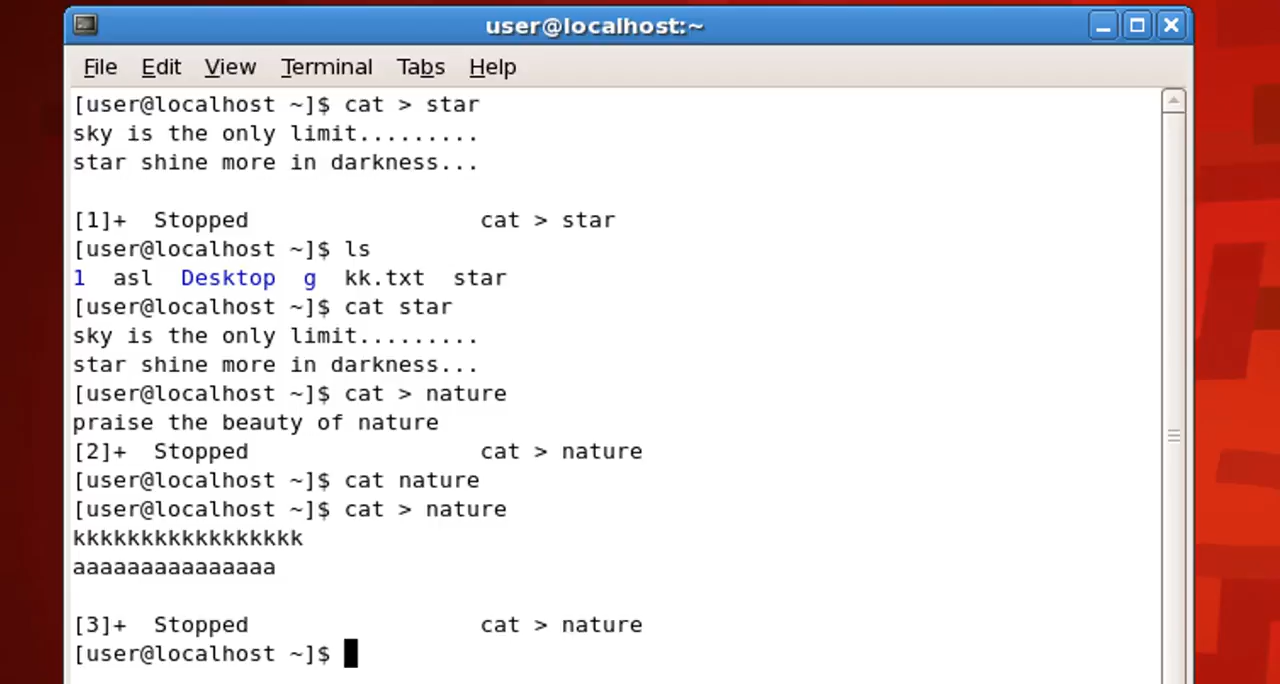 user@localhost:~
File Edit View Terminal Tabs Help
[user@localhost ~]$ cat > star
sky is the only limit.........
star shine more in darkness...
[1]+  Stopped                 cat > star
[user@localhost ~]$ ls
1  asl  Desktop  g  kk.txt  star
[user@localhost ~]$ cat star
sky is the only limit.........
star shine more in darkness...
[user@localhost ~]$ cat > nature
praise the beauty of nature
[2]+  Stopped                 cat > nature
[user@localhost ~]$ cat nature
[user@localhost ~]$ cat > nature
kkkkkkkkkkkkkkkkk
aaaaaaaaaaaaaaa
[3]+  Stopped                 cat > nature
[user@localhost ~]$